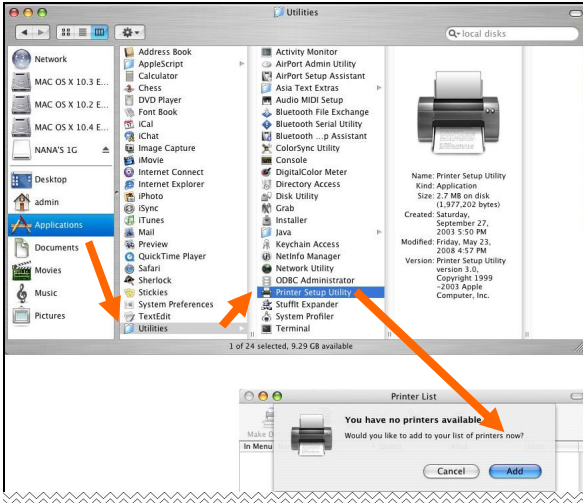 Utilities
local disks
Network
MAC OS X 10.3 E...
MAC OS X 10.2 E...
MAC OS X 10.4 E...
NANA'S 1G
Desktop
admin
Applications
Documents
Movies
Music
Pictures
Address Book
AppleScript
Calculator
Chess
DVD Player
Font Book
iCal
iChat
Image Capture
iMovie
Internet Connect
Internet Explorer
iPhoto
iSync
iTunes
Mail
Preview
QuickTime Player
Safari
Sherlock
Stickies
System Preferences
TextEdit
Utilities
Activity Monitor
AirPort Admin Utility
AirPort Setup Assistant
Asia Text Extras
Audio MIDI Setup
Bluetooth File Exchange
Bluetooth Serial Utility
Bluetooth ...p Assistant
ColorSync Utility
Console
DigitalColor Meter
Directory Access
Disk Utility
Grab
Installer
Java
Keychain Access
NetInfo Manager
Network Utility
ODBC Administrator
Printer Setup Utility
StuffIt Expander
System Profiler
Terminal
Name: Printer Setup Utility
Kind: Application
Size: 2.7 MB on disk
(1,977,202 bytes)
Created: Saturday,
September 27,
2003 5:50 PM
Modified: Friday, May 23,
2008 4:57 PM
Version: Printer Setup Utility
version 3.0,
Copyright 1999
-2003 Apple
Computer, Inc.
1 of 24 selected, 9.29 GB available
Printer List
Make D
In Menu
You have no printers available.
Would you like to add to your list of printers now?
Cancel
Add